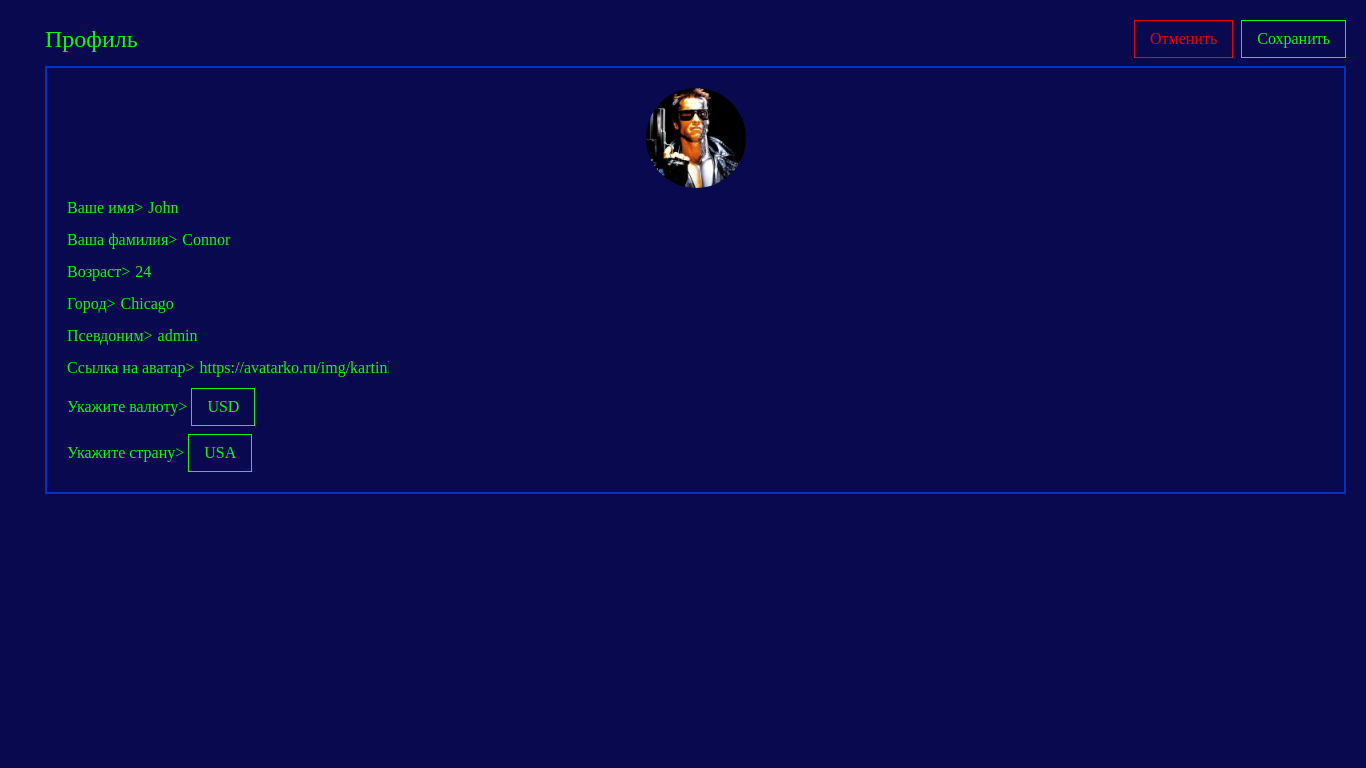 Профиль
Отменить
Сохранить
Ваше имя> John
Ваша фамилия> Connor
Возраст> 24
Город> Chicago
Псевдоним> admin
Ссылка на аватар> https://avatarko.ru/img/kartin
Укажите валюту> USD
Укажите страну> USA